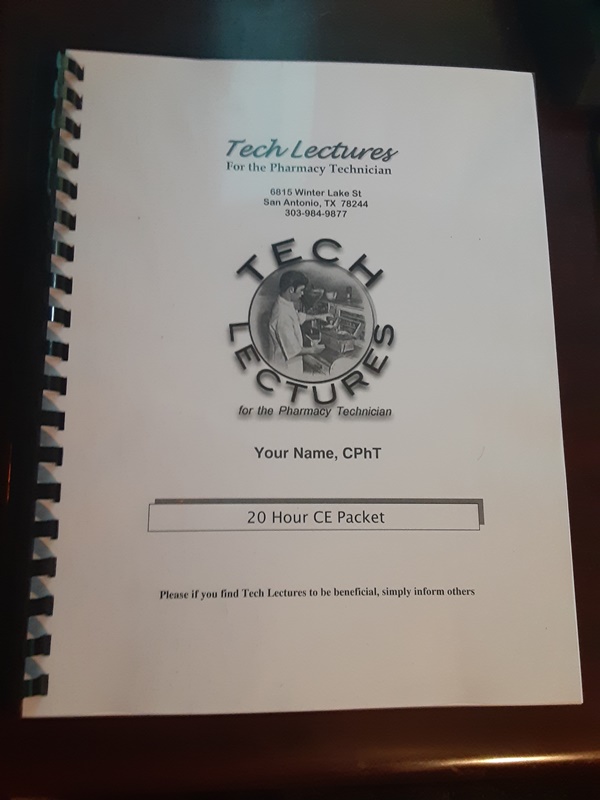 Tech Lectures
For the Pharmacy Technician
6815 Winter Lake St
San Antonio, TX 78244
303-984-9877
TECH
LECTURES
for the Pharmacy Technician
Your Name, CPhT
20 Hour CE Packet
Please if you find Tech Lectures to be beneficial, simply inform others